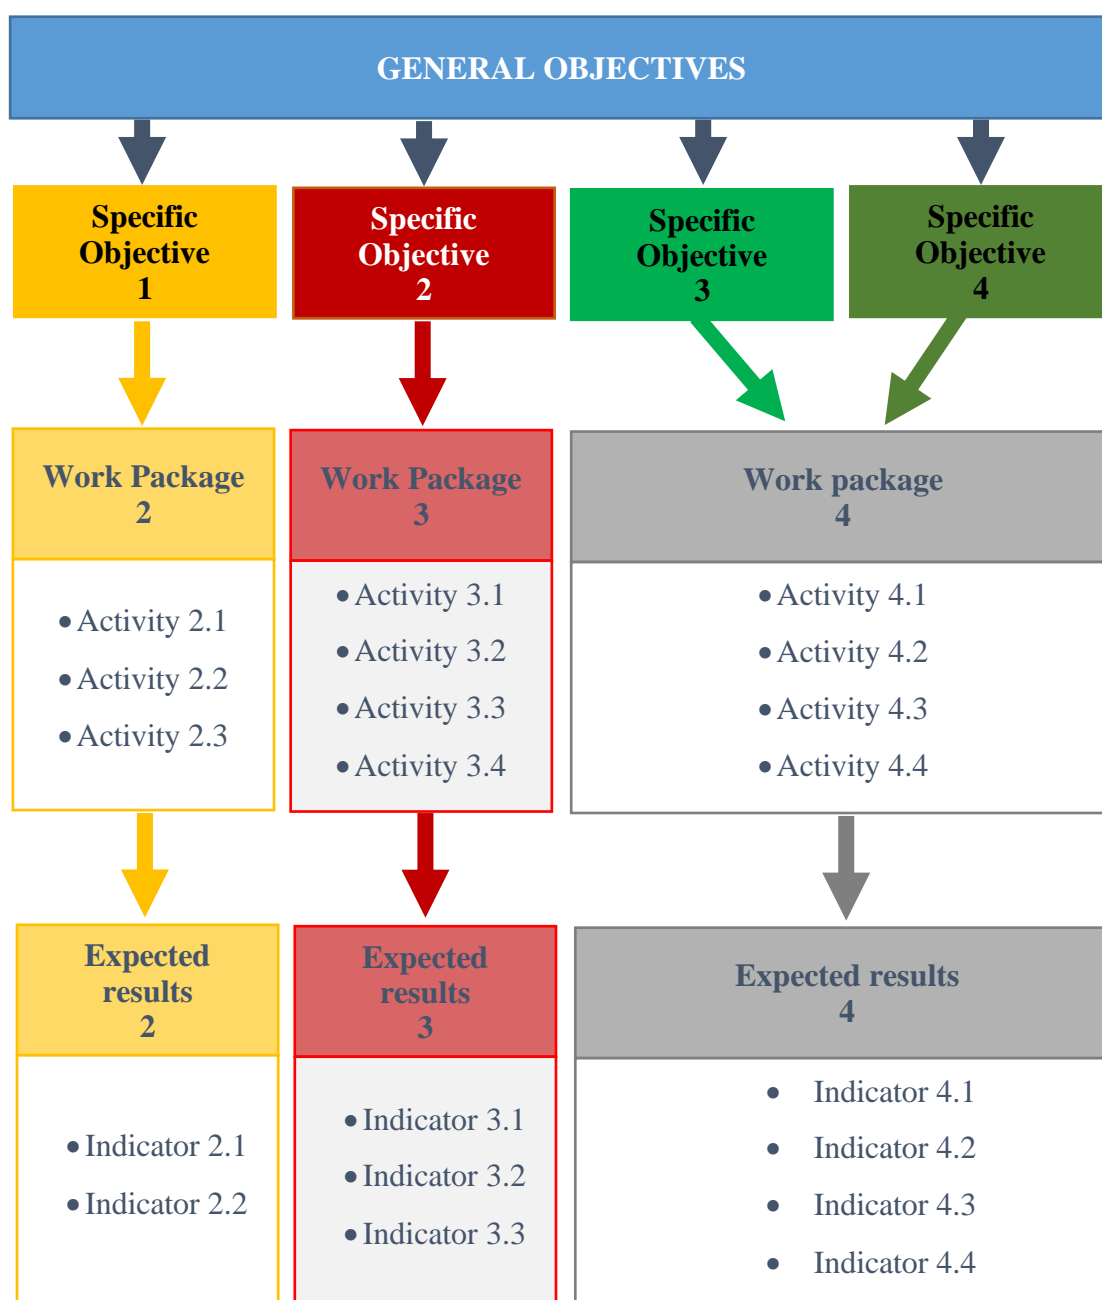 GENERAL OBJECTIVES
Specific
Objective
1
Specific
Objective
2
Specific
Objective
3
Specific
Objective
4
Work Package
2
• Activity 2.1
• Activity 2.2
• Activity 2.3
Work Package
3
• Activity 3.1
• Activity 3.2
• Activity 3.3
• Activity 3.4
Work package
4
• Activity 4.1
• Activity 4.2
• Activity 4.3
• Activity 4.4
Expected
results
2
• Indicator 2.1
• Indicator 2.2
Expected
results
3
• Indicator 3.1
• Indicator 3.2
• Indicator 3.3
Expected results
4
• Indicator 4.1
• Indicator 4.2
• Indicator 4.3
• Indicator 4.4